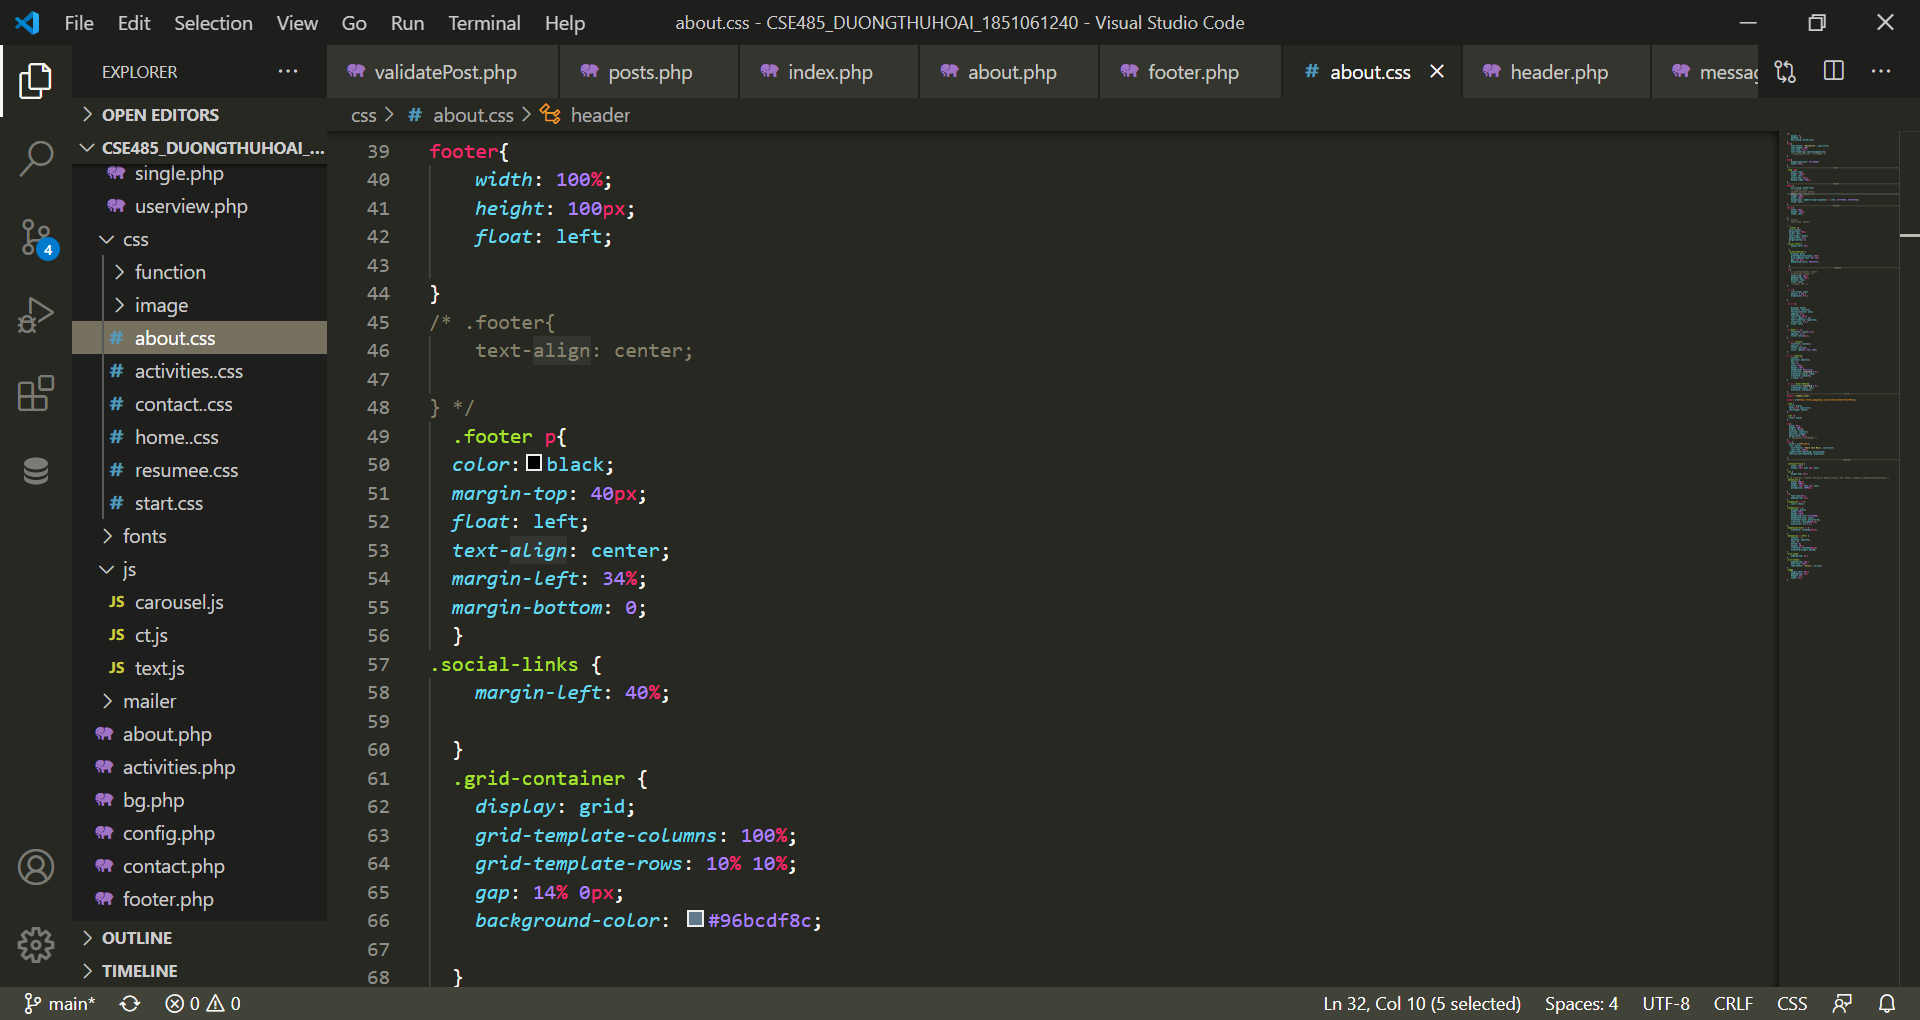 File Edit Selection View Go Run Terminal Help
about.css - CSE485_DUONGTHUHOAI_1851061240 - Visual Studio Code
EXPLORER
validatePost.php
posts.php
index.php
about.php
footer.php
# about.css
header.php
OPEN EDITORS
CSE485_DUONGTHUHOAI_...
single.php
userview.php
css
function
image
# about.css
# activities..css
# contact..css
# home..css
# resumee.css
# start.css
fonts
js
JS carousel.js
JS ct.js
JS text.js
mailer
about.php
activities.php
bg.php
config.php
contact.php
footer.php
OUTLINE
TIMELINE
4
css > # about.css > header
39 footer{
40 width: 100%;
41 height: 100px;
42 float: left;
43
44 }
45 /* .footer{
46 text-align: center;
47
48 } */
49 .footer p{
50 color: black;
51 margin-top: 40px;
52 float: left;
53 text-align: center;
54 margin-left: 34%;
55 margin-bottom: 0;
56 }
57 .social-links {
58 margin-left: 40%;
59
60 }
61 .grid-container {
62 display: grid;
63 grid-template-columns: 100%;
64 grid-template-rows: 10% 10%;
65 gap: 14% 0px;
66 background-color: #96bcdf8c;
67
68 }
main* 0 0
Ln 32, Col 10 (5 selected) Spaces: 4 UTF-8 CRLF CSS